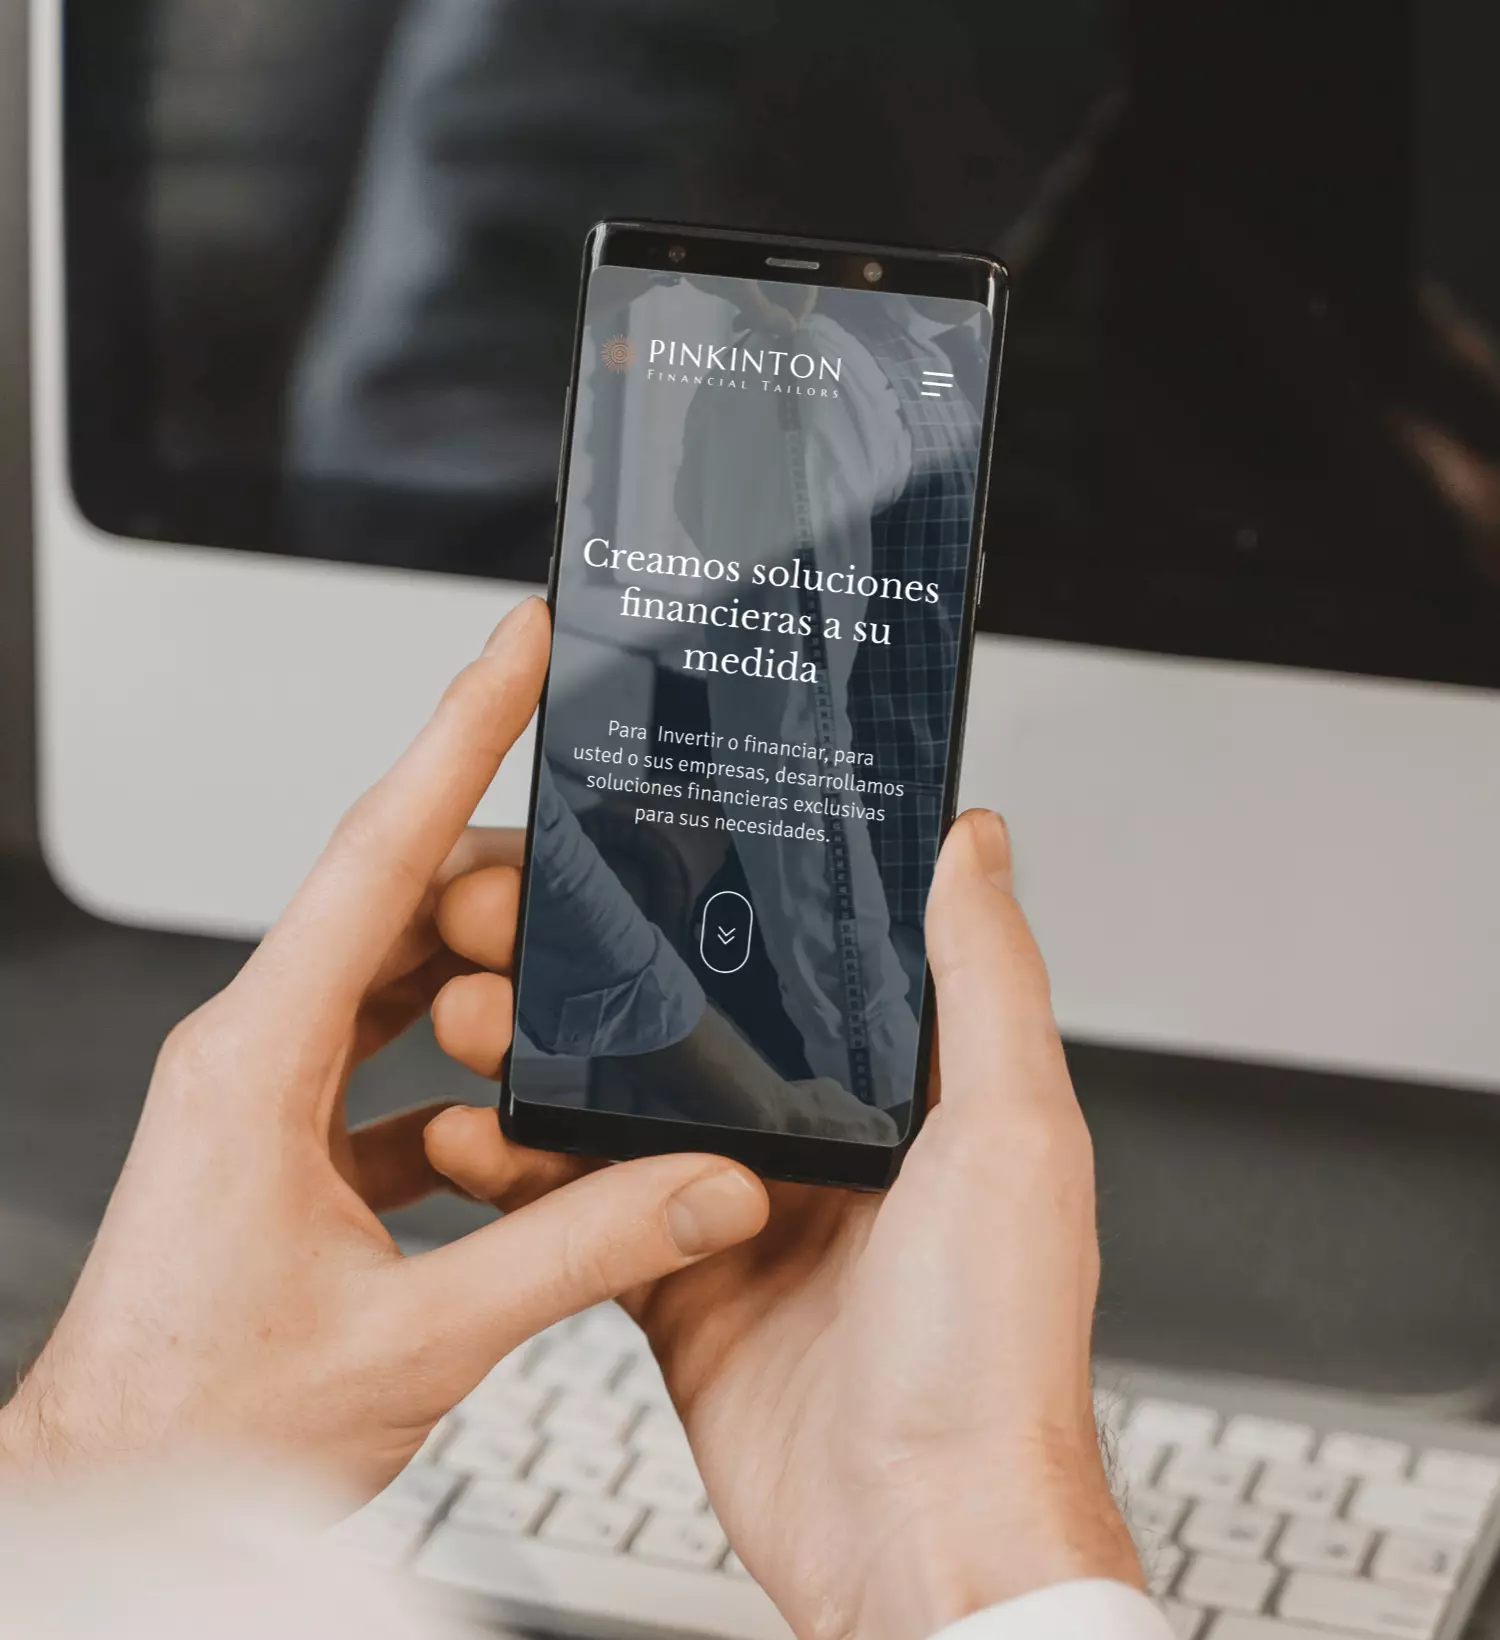 PINKINTON
FINANCIAL TAILORS
Creamos soluciones
financieras a su
medida
Para Invertir o financiar, para
usted o sus empresas, desarrollamos
soluciones financieras exclusivas
para sus necesidades.